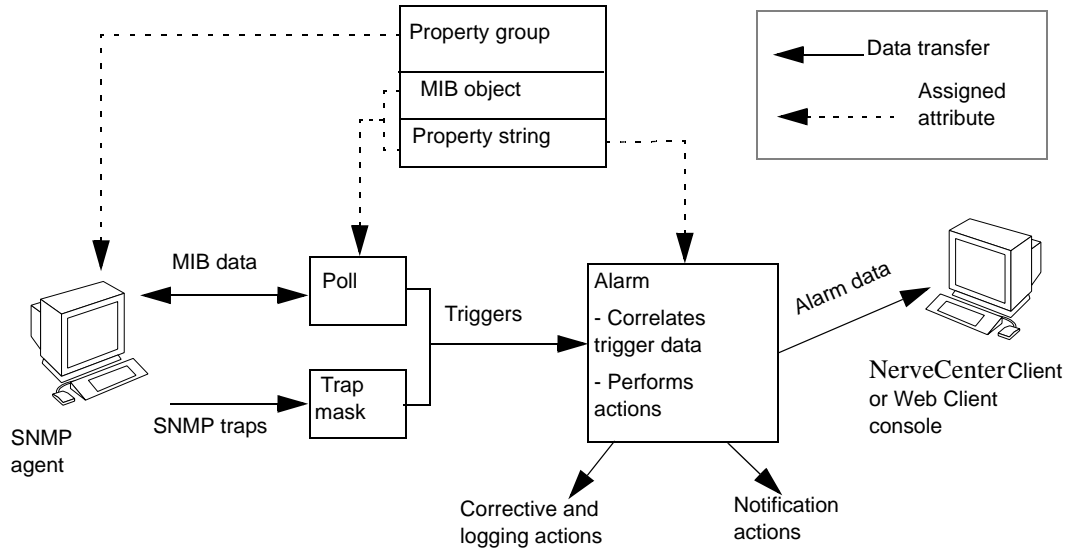 Property group
MIB object
Property string
Data transfer
Assigned
attribute
MIB data
Poll
Triggers
Alarm
- Correlates
trigger data
- Performs
actions
Alarm data
NerveCenter Client
or Web Client
console
Trap
mask
SNMP traps
SNMP
agent
Corrective and
logging actions
Notification
actions